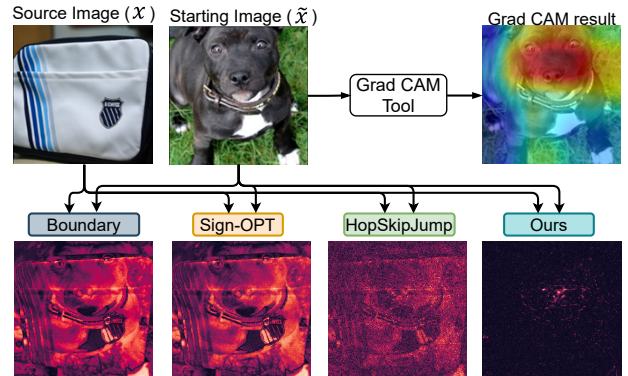 Source Image (x)
Starting Image (x̃)
Grad CAM result
Grad CAM
Tool
Boundary
Sign-OPT
HopSkipJump
Ours